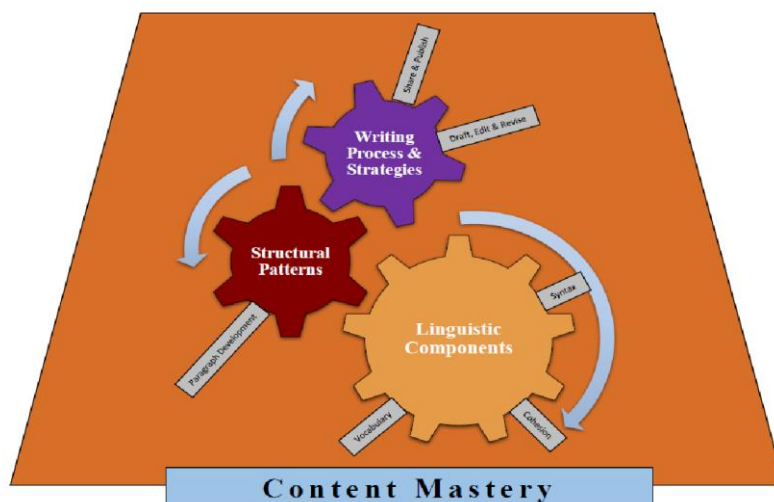 Share & Publish
Draft, Edit & Revise
Writing
Process &
Strategies
Structural
Patterns
Paragraph Development
Syntax
Linguistic
Components
Vocabulary
Cohesion
Content Mastery